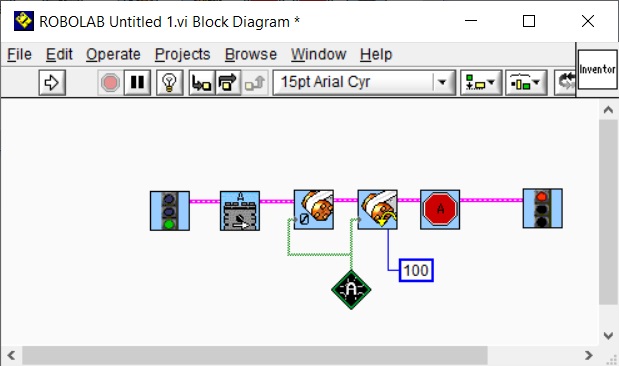 ROBOLAB Untitled 1.vi Block Diagram *
File Edit Operate Projects Browse Window Help
15pt Arial Cyr
Inventor
A
0
A
A
100